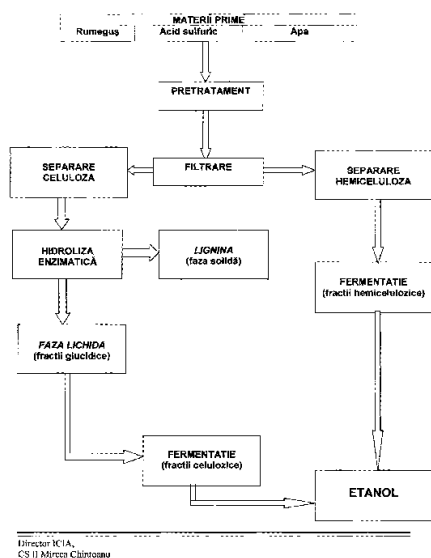 MATERII PRIME
Rumeguş Acid sulfuric Apa
PRETRATAMENT
FILTRARE
SEPARARE
CELULOZA
SEPARARE
HEMICELULOZA
HIDROLIZA
ENZIMATICĂ
LIGNINA
(faza solidă)
FERMENTATIE
(fractii hemicelulozice)
FAZA LICHIDA
(fractii glucidice)
FERMENTATIE
(fractii celulozice)
ETANOL
Director ICIA,
CS II Mircea Chintoanu